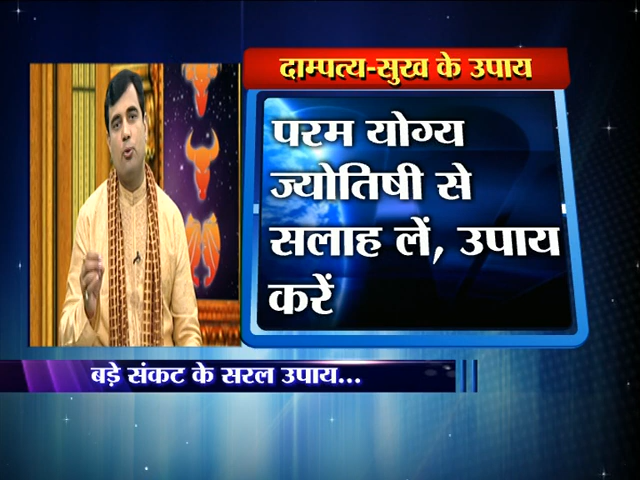 दाम्पत्य-सुख के उपाय
परम योग्य
ज्योतिषी से
सलाह लें, उपाय
करें
बड़े संकट के सरल उपाय...